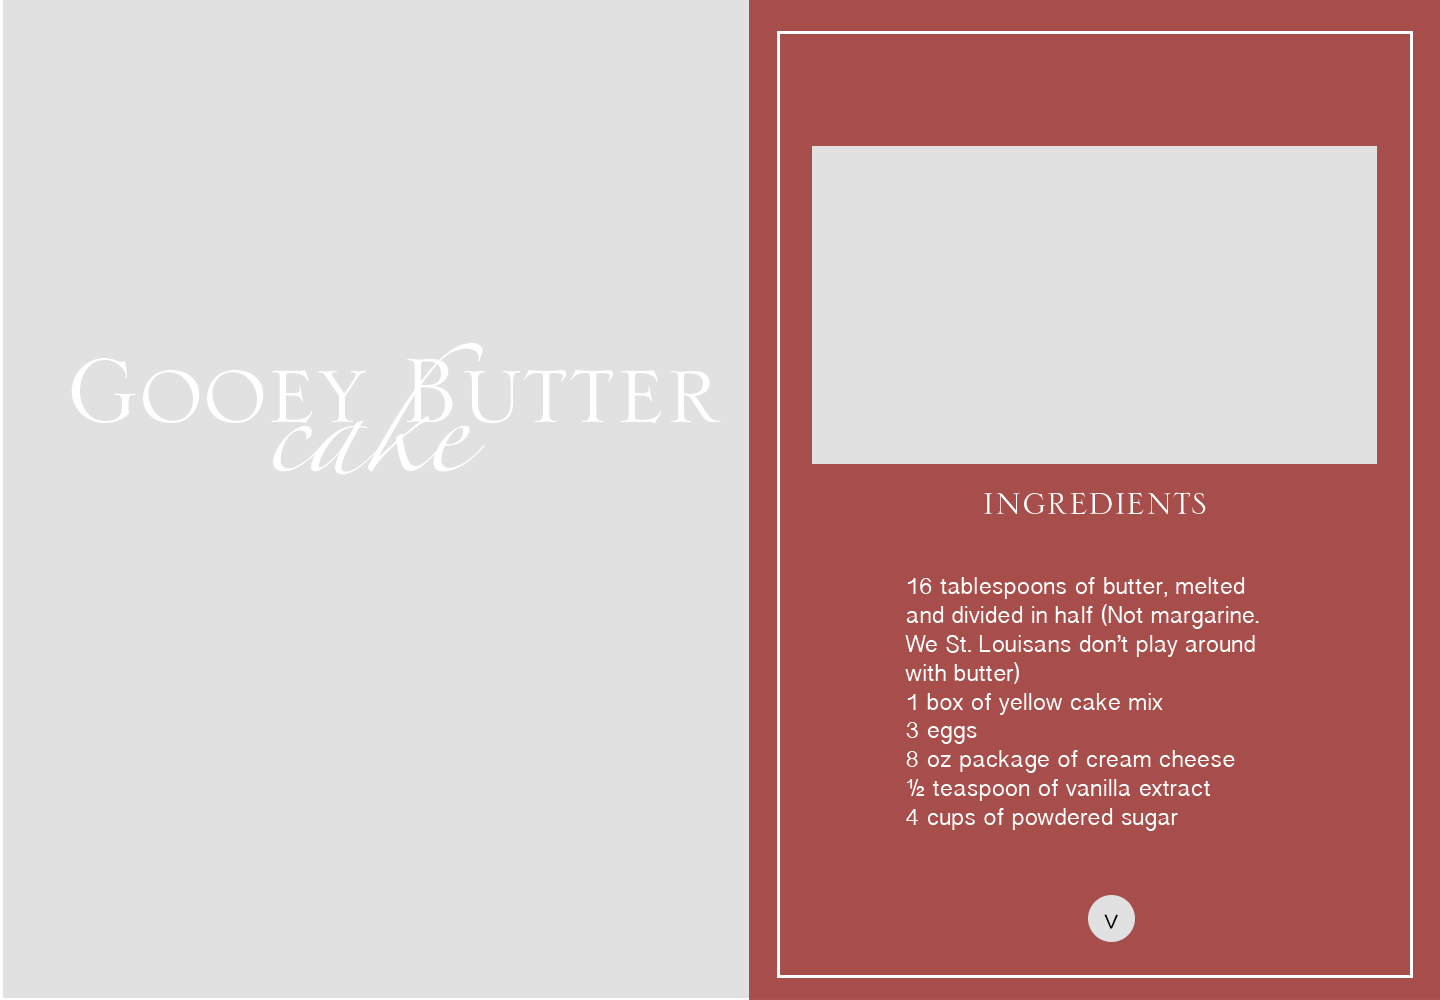 Gooey Butter
cake
INGREDIENTS
16 tablespoons of butter, melted
and divided in half (Not margarine.
We St. Louisans don’t play around
with butter)
1 box of yellow cake mix
3 eggs
8 oz package of cream cheese
½ teaspoon of vanilla extract
4 cups of powdered sugar
V